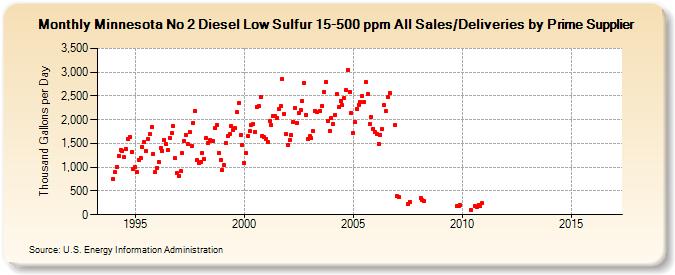 Monthly Minnesota No 2 Diesel Low Sulfur 15-500 ppm All Sales/Deliveries by Prime Supplier
Thousand Gallons per Day
3,500
3,000
2,500
2,000
1,500
1,000
500
0
1995 2000 2005 2010 2015
Source: U.S. Energy Information Administration